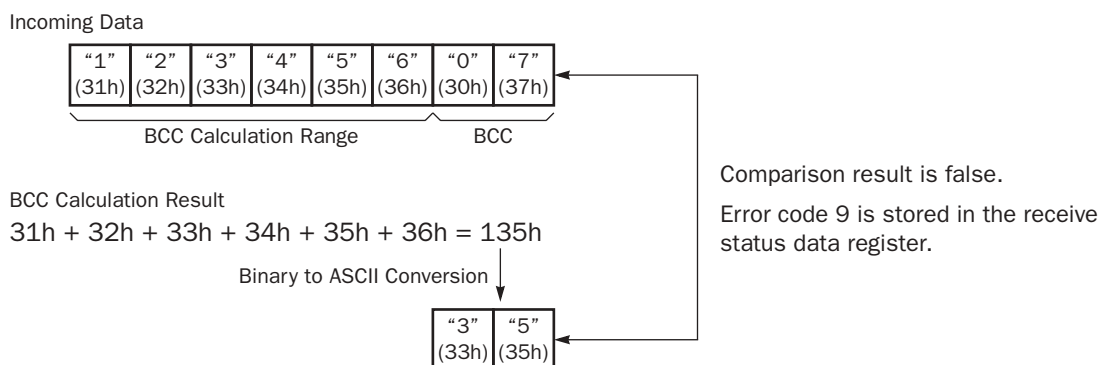 Incoming Data
“1” “2” “3” “4” “5” “6” “0” “7”
(31h) (32h) (33h) (34h) (35h) (36h) (30h) (37h)
BCC Calculation Range BCC
Comparison result is false.
Error code 9 is stored in the receive
status data register.
BCC Calculation Result
31h + 32h + 33h + 34h + 35h + 36h = 135h
Binary to ASCII Conversion
“3” “5”
(33h) (35h)